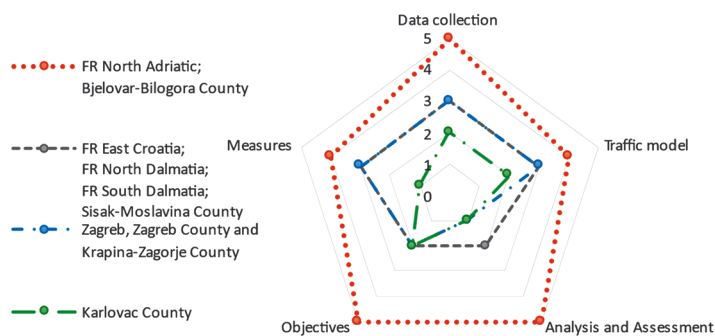 Data collection
5
4
3
2
1
0
FR North Adriatic;
Bjelovar-Bilogora County
FR East Croatia;
FR North Dalmatia;
FR South Dalmatia;
Sisak-Moslavina County
Zagreb, Zagreb County and
Krapina-Zagorje County
Karlovac County
Measures
Traffic model
Objectives
Analysis and Assessment